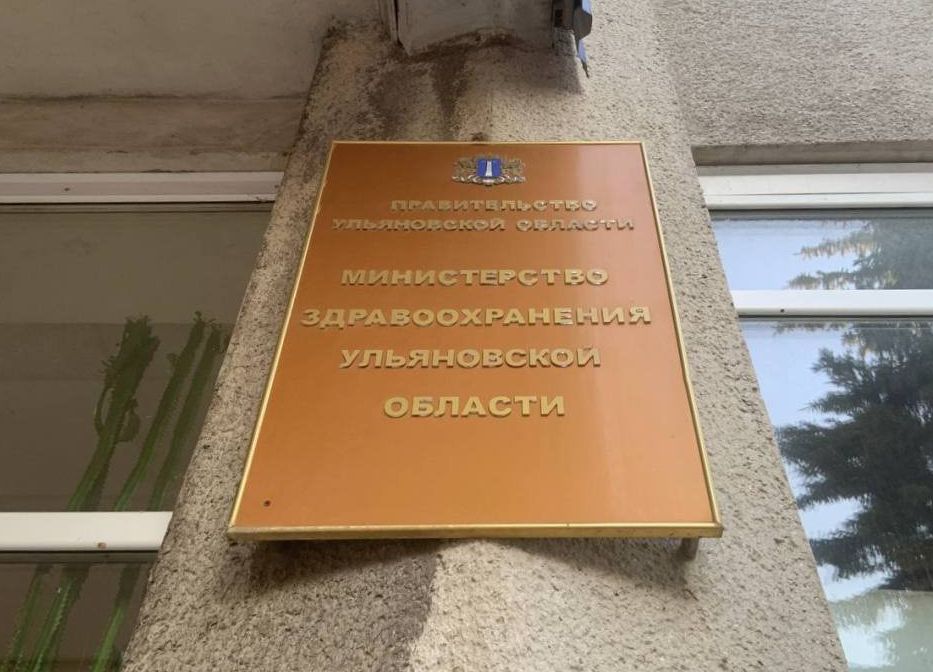 ПРАВИТЕЛЬСТВО
УЛЬЯНОВСКОЙ ОБЛАСТИ
МИНИСТЕРСТВО
ЗДРАВООХРАНЕНИЯ
УЛЬЯНОВСКОЙ
ОБЛАСТИ